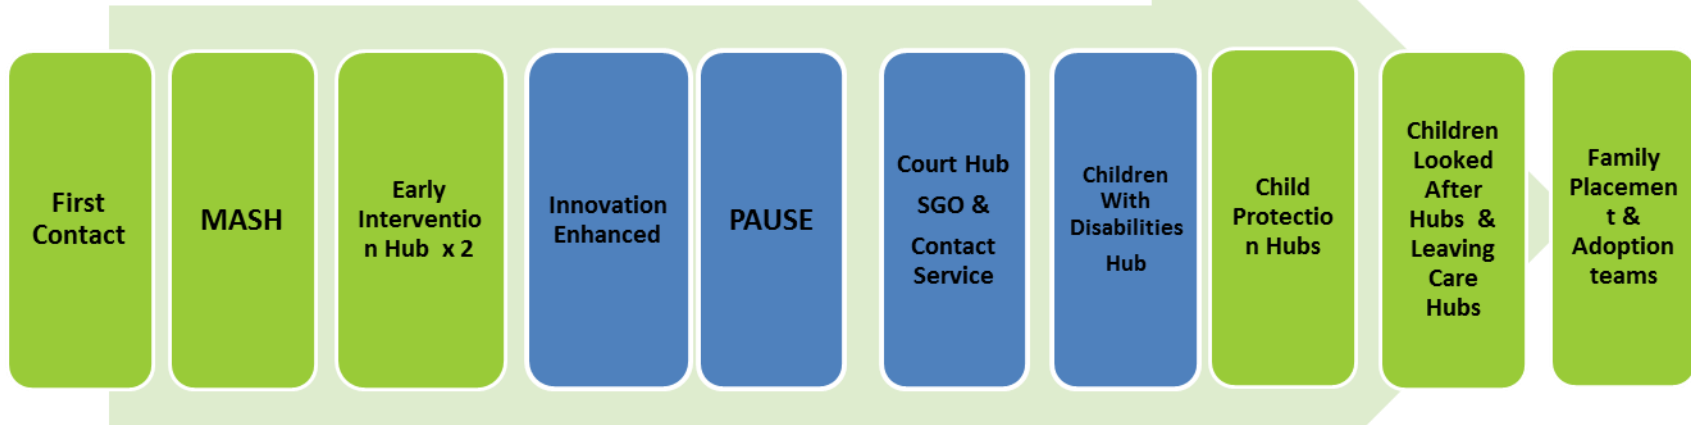 First
Contact
MASH
Early
Interventio
n Hub x 2
Innovation
Enhanced
PAUSE
Court Hub
SGO &
Contact
Service
Children
With
Disabilities
Hub
Child
Protectio
n Hubs
Children
Looked
After
Hubs &
Leaving
Care
Hubs
Family
Placemen
t &
Adoption
teams